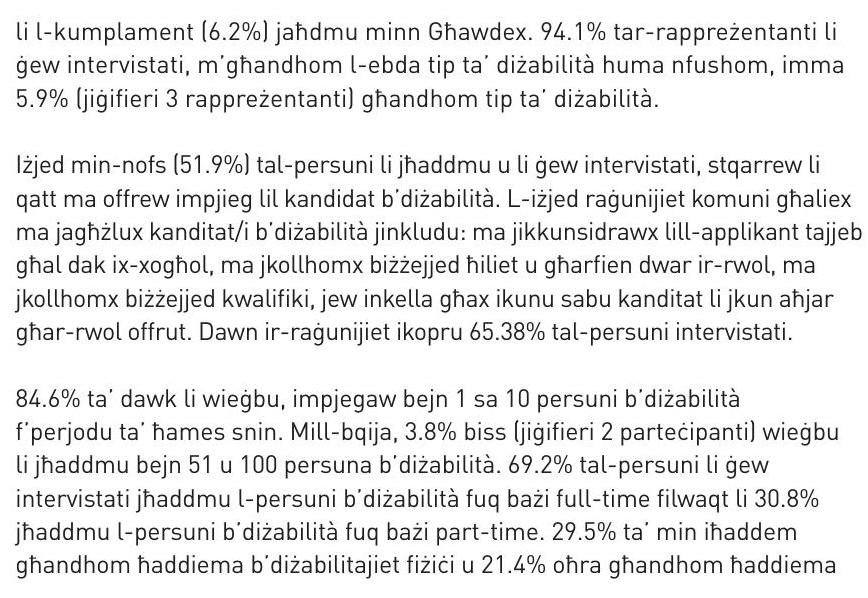 li l-kumplament (6.2%) jaħdmu minn Għawdex. 94.1% tar-rappreżentanti li
ġew intervistati, m’għandhom l-ebda tip ta’ diżabilità huma nfushom, imma
5.9% (jiġifieri 3 rappreżentanti) għandhom tip ta’ diżabilità.

Iżjed min-nofs (51.9%) tal-persuni li jħaddmu u li ġew intervistati, stqarrew li
qatt ma offrew impjieg lil kandidat b’diżabilità. L-iżjed raġunijiet komuni għaliex
ma jagħżlux kanditat/i b’diżabilità jinkludu: ma jikkunsidrawx lill-applikant tajjeb
għal dak ix-xogħol, ma jkollhomx biżżejjed ħiliet u għarfien dwar ir-rwol, ma
jkollhomx biżżejjed kwalifiki, jew inkella għax ikunu sabu kanditat li jkun aħjar
għar-rwol offrut. Dawn ir-raġunijiet ikopru 65.38% tal-persuni intervistati.

84.6% ta’ dawk li wieġbu, impjegaw bejn 1 sa 10 persuni b’diżabilità
f’perjodu ta’ ħames snin. Mill-bqija, 3.8% biss (jiġifieri 2 parteċipanti) wieġbu
li jħaddmu bejn 51 u 100 persuna b’diżabilità. 69.2% tal-persuni li ġew
intervistati jħaddmu l-persuni b’diżabilità fuq bażi full-time filwaqt li 30.8%
jħaddmu l-persuni b’diżabilità fuq bażi part-time. 29.5% ta’ min iħaddem
għandhom ħaddiema b’diżabilitajiet fiżiċi u 21.4% oħra għandhom ħaddiema